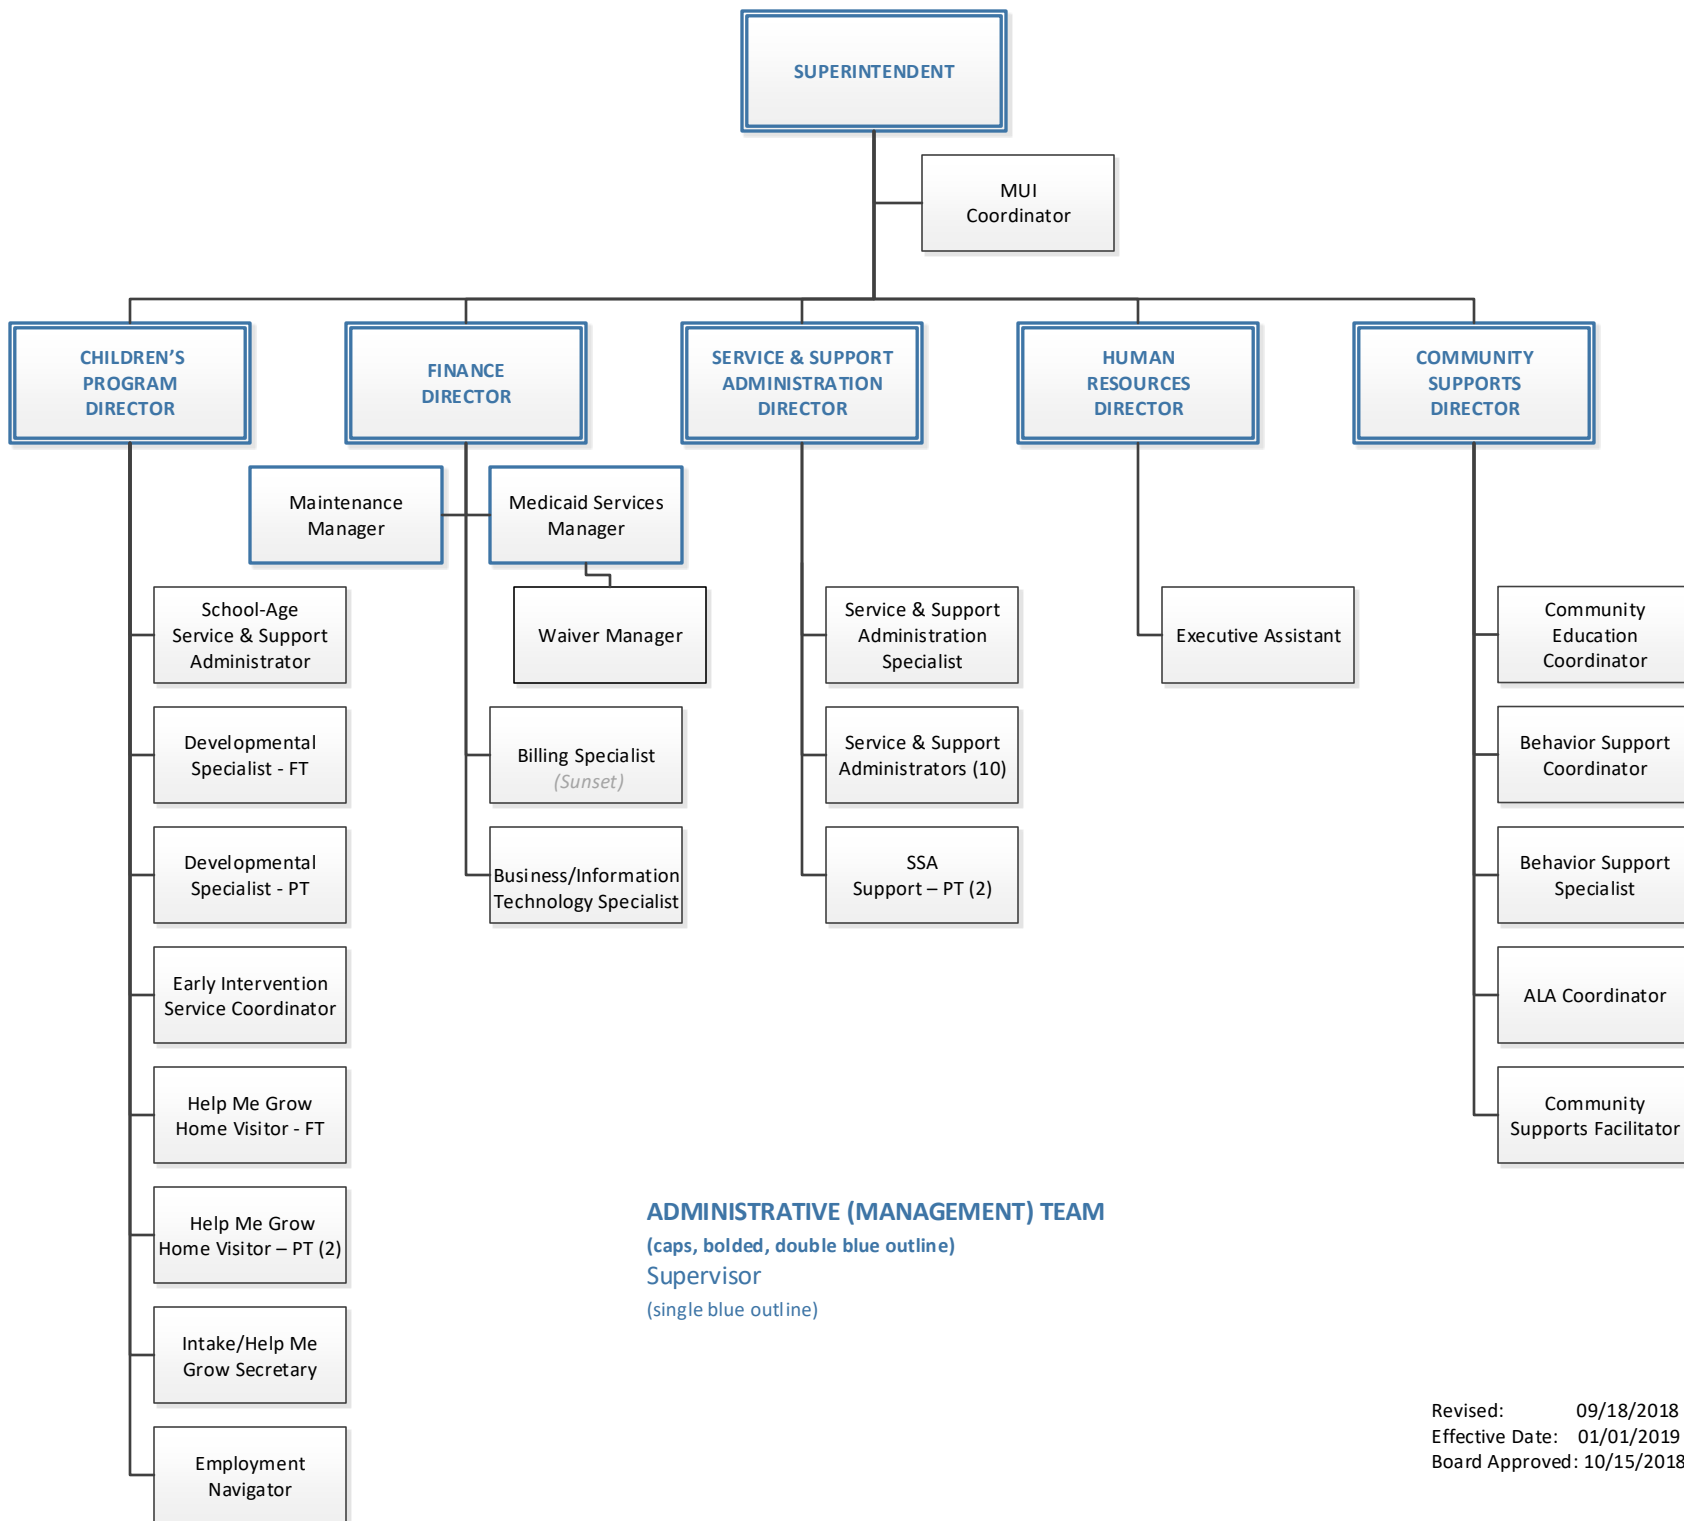 SUPERINTENDENT
MUI
Coordinator
CHILDREN’S
PROGRAM
DIRECTOR
FINANCE
DIRECTOR
SERVICE & SUPPORT
ADMINISTRATION
DIRECTOR
HUMAN
RESOURCES
DIRECTOR
COMMUNITY
SUPPORTS
DIRECTOR
Maintenance
Manager
Medicaid Services
Manager
School-Age
Service & Support
Administrator
Waiver Manager
Service & Support
Administration
Specialist
Executive Assistant
Community
Education
Coordinator
Developmental
Specialist - FT
Billing Specialist
(Sunset)
Service & Support
Administrators (10)
Behavior Support
Coordinator
Developmental
Specialist - PT
Business/Information
Technology Specialist
SSA
Support – PT (2)
Behavior Support
Specialist
Early Intervention
Service Coordinator
ALA Coordinator
Help Me Grow
Home Visitor - FT
Community
Supports Facilitator
Help Me Grow
Home Visitor – PT (2)
ADMINISTRATIVE (MANAGEMENT) TEAM
(caps, bolded, double blue outline)
Supervisor
(single blue outline)
Intake/Help Me
Grow Secretary
Employment
Navigator
Revised: 09/18/2018
Effective Date: 01/01/2019
Board Approved: 10/15/2018